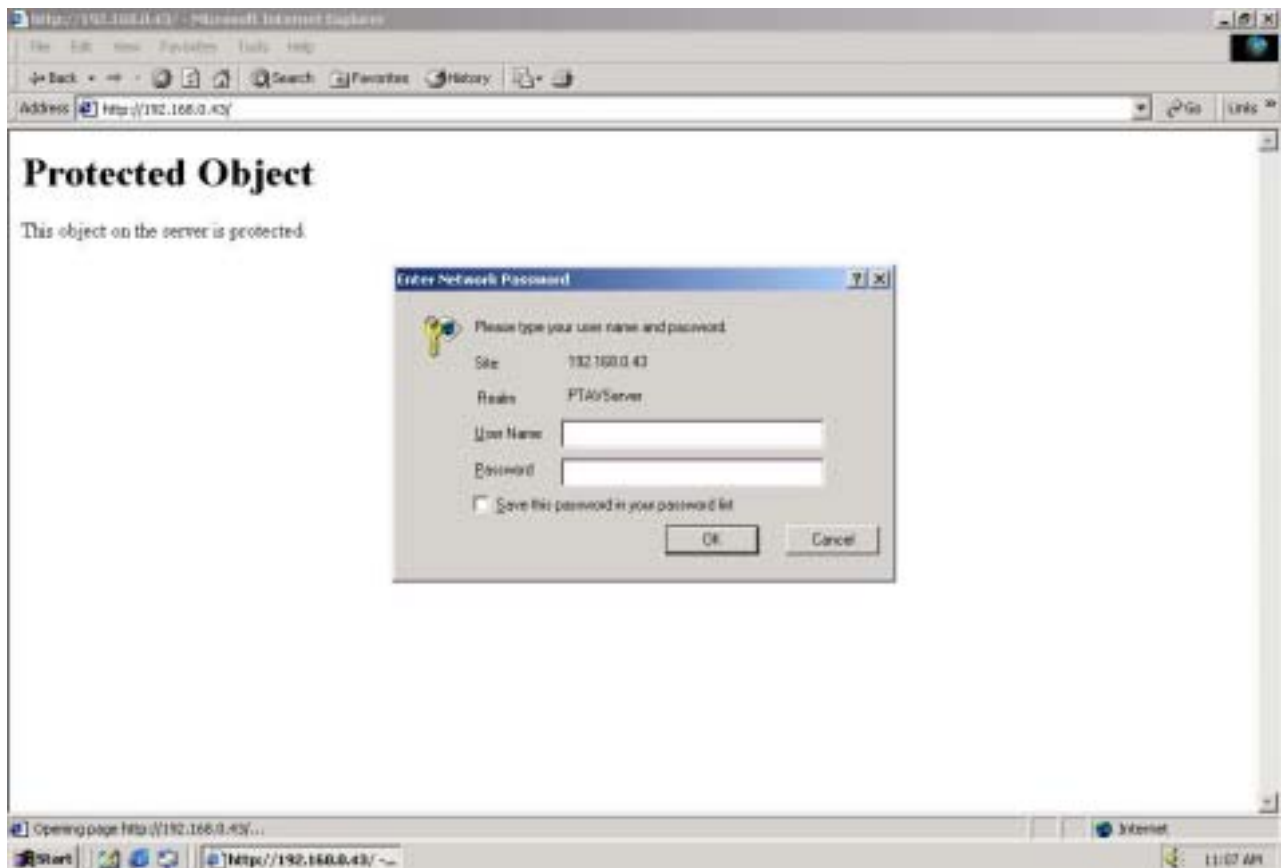 http://192.168.0.43/ - Microsoft Internet Explorer
File Edit View Favorites Tools Help
Back Search Favorites History
Address http://192.168.0.43/ Go Links »
Protected Object
This object on the server is protected.
Enter Network Password
Please type your user name and password.
Site: 192.168.0.43
Realm
User Name
Password
Save this password in your password list
OK Cancel
Opening page http://192.168.0.43/... Internet
Start http://192.168.0.43/ -... 11:07 AM